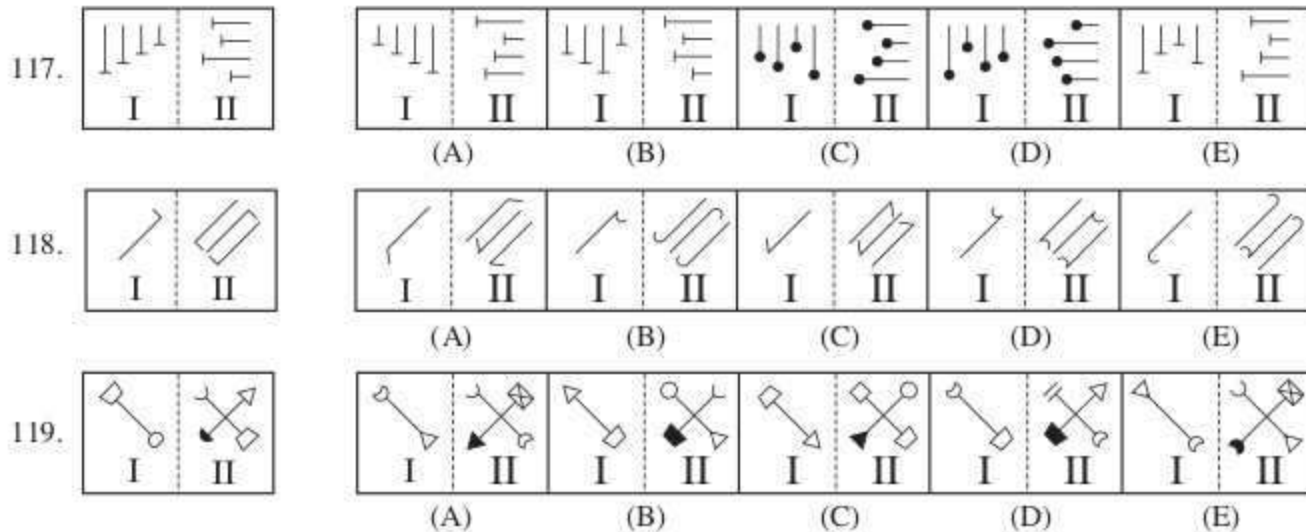 117. I II I II I II I II I II I II
(A) (B) (C) (D) (E)
118. I II I II I II I II I II I II
(A) (B) (C) (D) (E)
119. I II I II I II I II I II I II
(A) (B) (C) (D) (E)